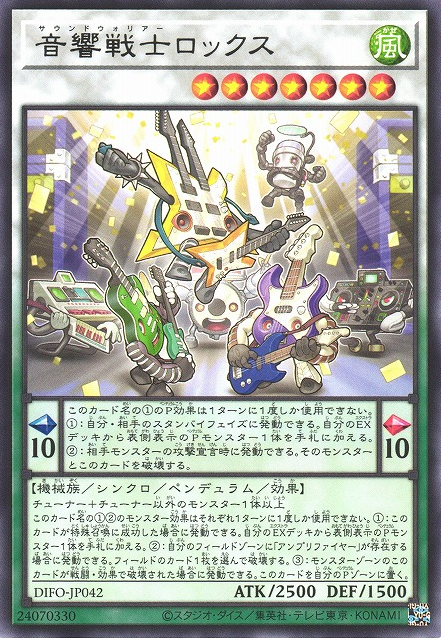 サウンドウォリアー
音響戦士ロックス
風
このカード名の①のP効果は1ターンに1度しか使用できない。
①:自分・相手のスタンバイフェイズに発動できる。自分のEX
デッキから表側表示のPモンスター1体を手札に加える。
②:相手モンスターの攻撃宣言時に発動できる。そのモンスター
とこのカードを破壊する。
10
10
【機械族/シンクロ/ペンデュラム/効果】
チューナー+チューナー以外のモンスター1体以上
このカード名の①②のモンスター効果はそれぞれ1ターンに1度しか使用できない。①:この
カードが特殊召喚に成功した場合に発動できる。自分のEXデッキから表側表示のPモン
スター1体を手札に加える。②:自分のフィールドゾーンに「アンプリファイヤー」が存在する
場合に発動できる。フィールドのカード1枚を選んで破壊する。③:モンスターゾーンのこの
カードが戦闘・効果で破壊された場合に発動できる。このカードを自分のPゾーンに置く。
DIFO-JP042 ATK/2500 DEF/1500
24070330 ©スタジオ・ダイス/集英社・テレビ東京・KONAMI